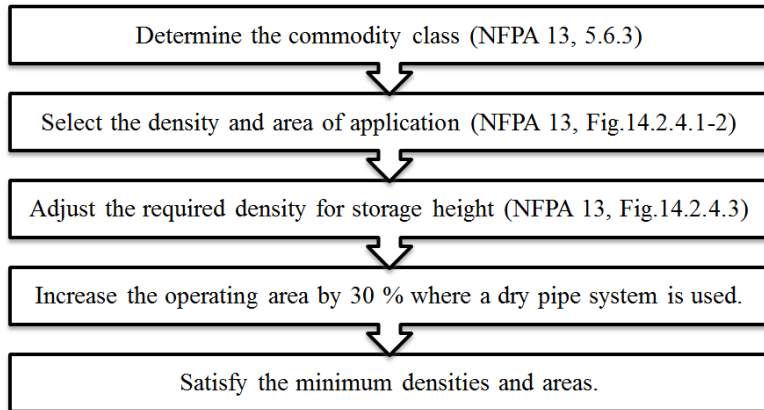 Determine the commodity class (NFPA 13, 5.6.3)
Select the density and area of application (NFPA 13, Fig.14.2.4.1-2)
Adjust the required density for storage height (NFPA 13, Fig.14.2.4.3)
Increase the operating area by 30 % where a dry pipe system is used.
Satisfy the minimum densities and areas.